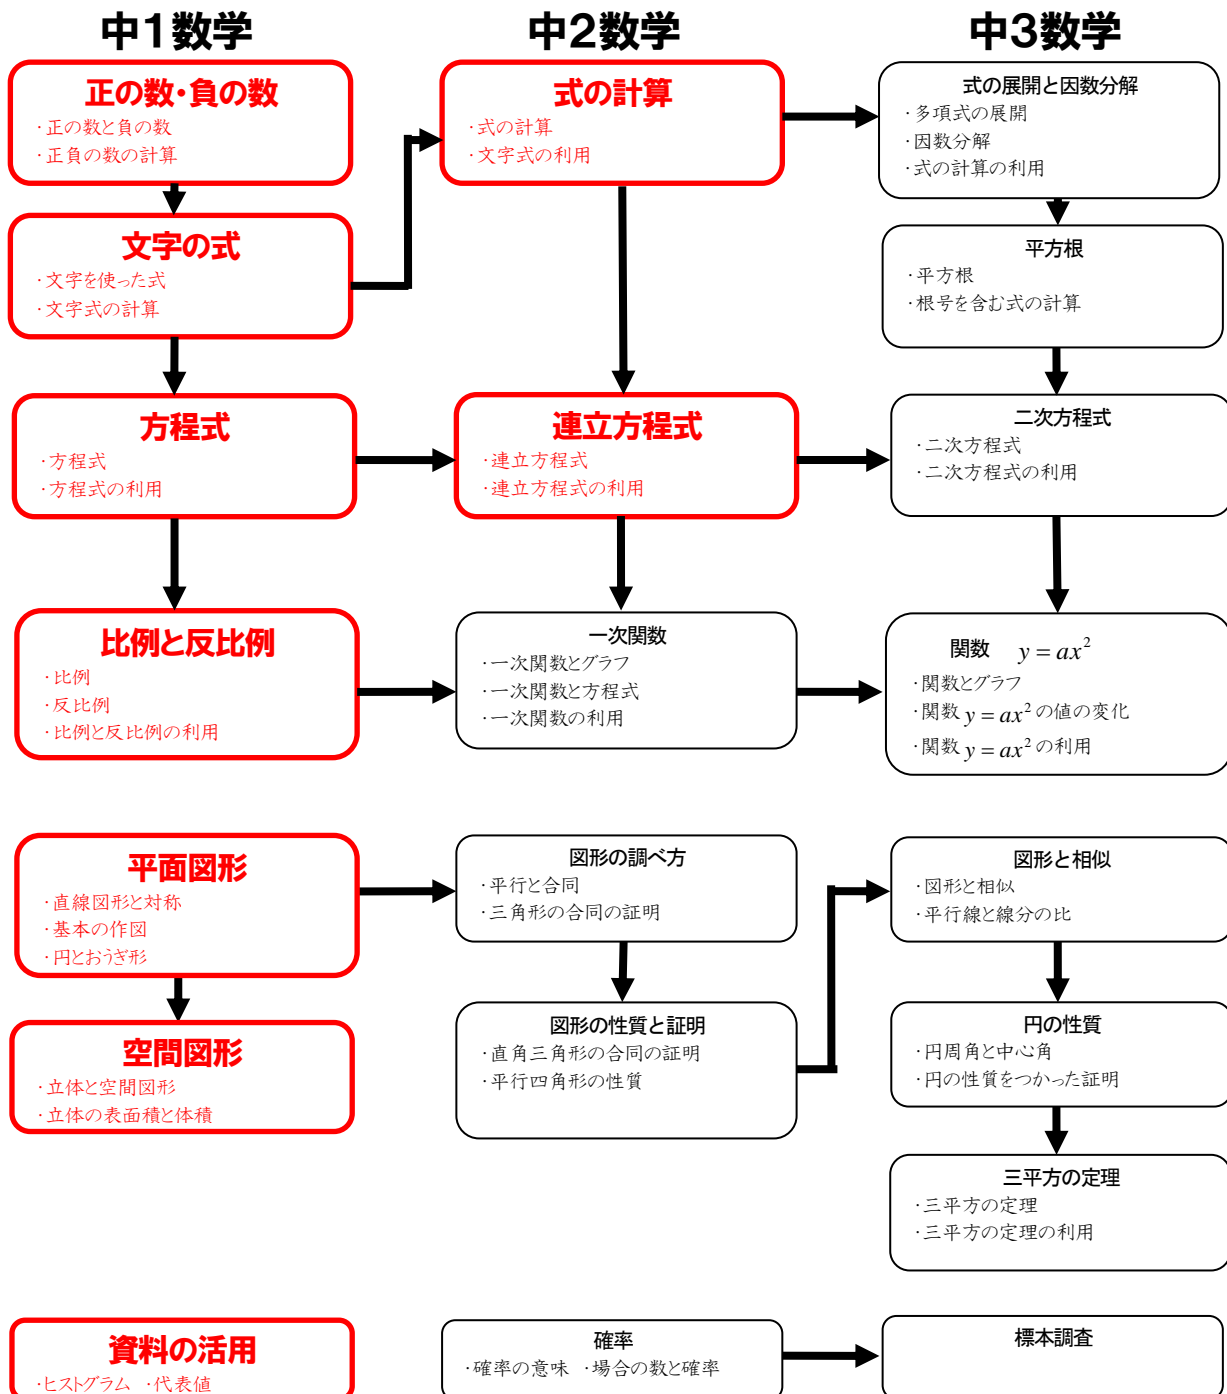 中1数学
正の数・負の数
・正の数と負の数
・正負の数の計算
文字の式
・文字を使った式
・文字式の計算
方程式
・方程式
・方程式の利用
比例と反比例
・比例
・反比例
・比例と反比例の利用
平面図形
・直線図形と対称
・基本の作図
・円とおうぎ形
空間図形
・立体と空間図形
・立体の表面積と体積
資料の活用
・ヒストグラム ・代表値
中2数学
式の計算
・式の計算
・文字式の利用
連立方程式
・連立方程式
・連立方程式の利用
一次関数
・一次関数とグラフ
・一次関数と方程式
・一次関数の利用
図形の調べ方
・平行と合同
・三角形の合同の証明
図形の性質と証明
・直角三角形の合同の証明
・平行四角形の性質
確率
・確率の意味 ・場合の数と確率
中3数学
式の展開と因数分解
・多項式の展開
・因数分解
・式の計算の利用
平方根
・平方根
・根号を含む式の計算
二次方程式
・二次方程式
・二次方程式の利用
関数 y = ax²
・関数とグラフ
・関数 y = ax² の値の変化
・関数 y = ax² の利用
図形と相似
・図形と相似
・平行線と線分の比
円の性質
・円周角と中心角
・円の性質をつかった証明
三平方の定理
・三平方の定理
・三平方の定理の利用
標本調査